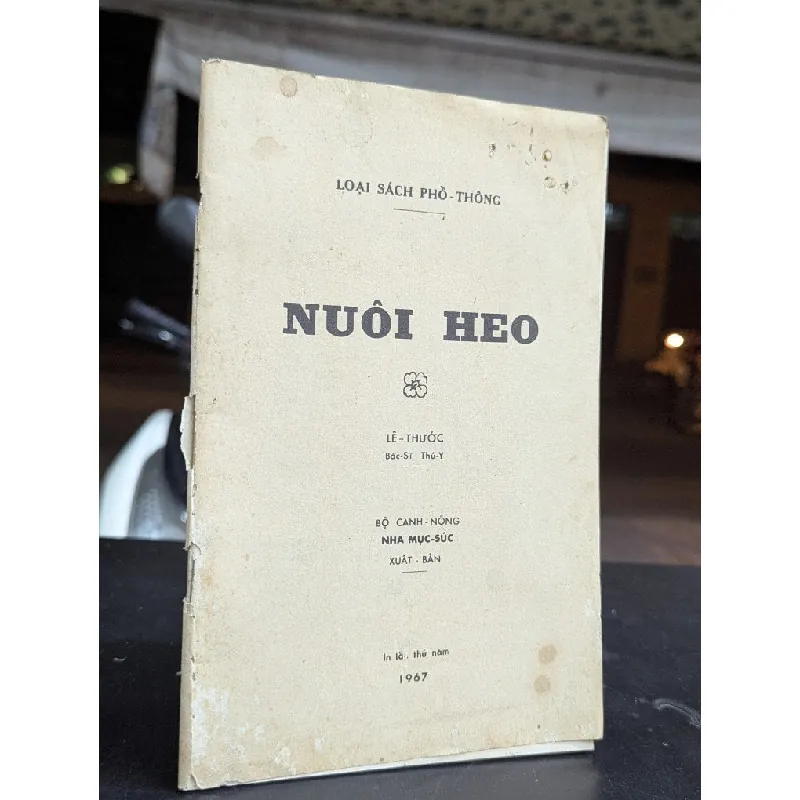 LOẠI SÁCH PHỔ-THÔNG
NUÔI HEO
LÊ-THƯỚC
Bác-Sĩ Thú-Y
BỘ CANH-NÔNG
NHA MỤC-SÚC
XUẤT-BẢN
In lần thứ năm
1967